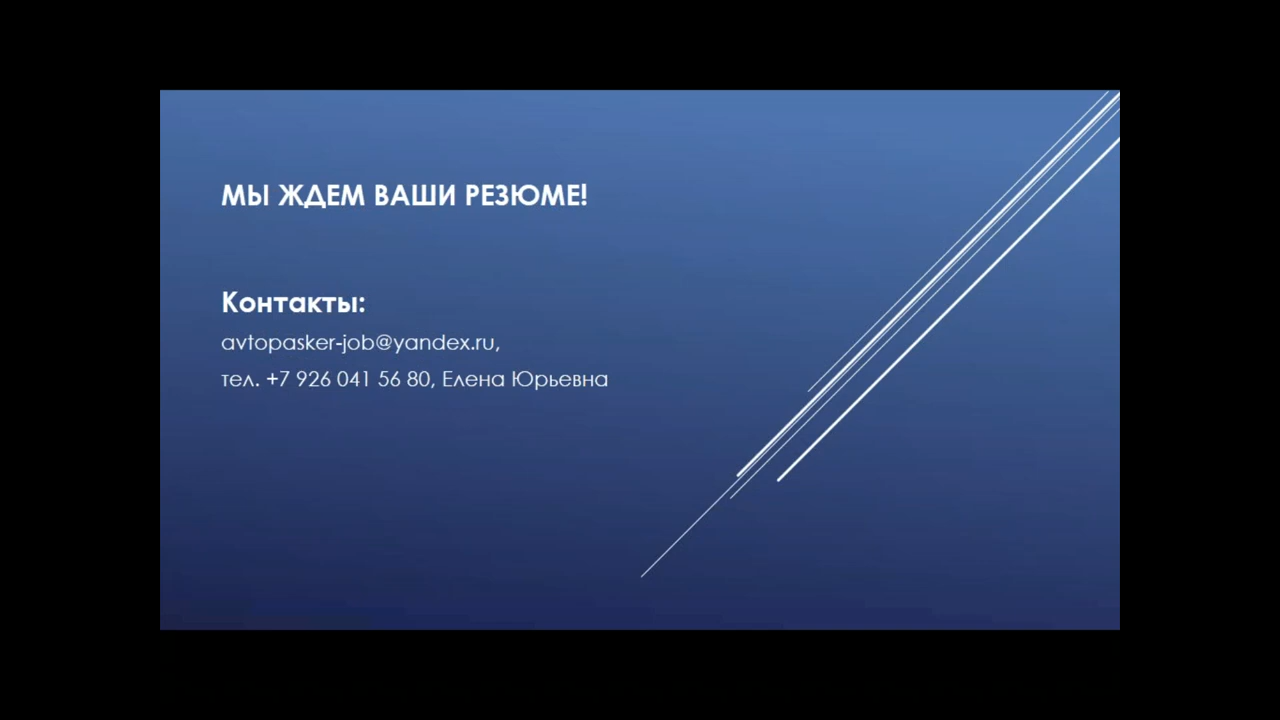 МЫ ЖДЕМ ВАШИ РЕЗЮМЕ!
Контакты:
avtopasker-job@yandex.ru,
тел. +7 926 041 56 80, Елена Юрьевна